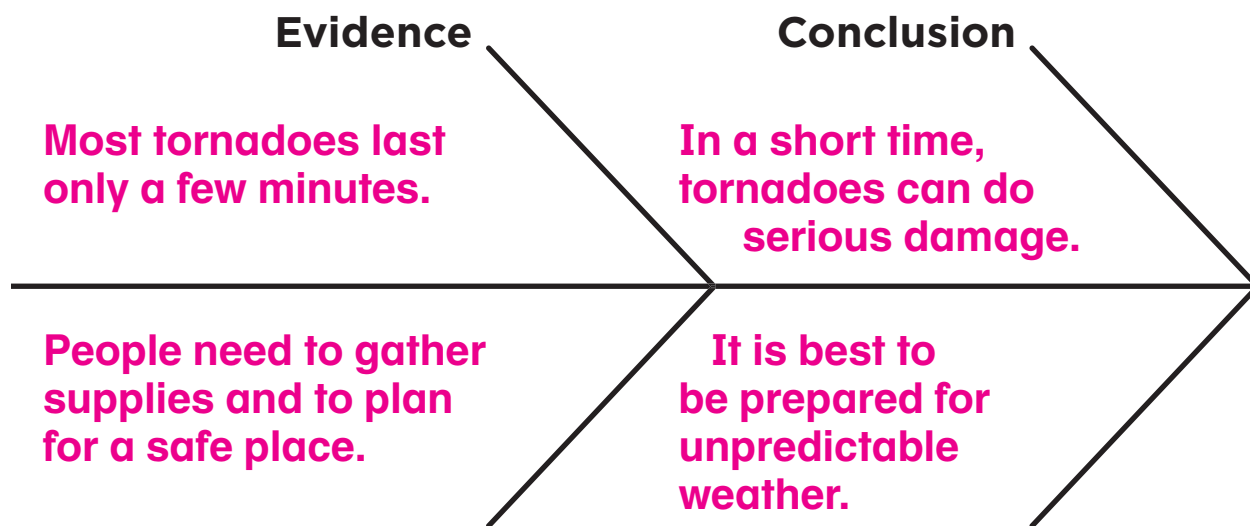 Evidence
Conclusion
Most tornadoes last
only a few minutes.
In a short time,
tornadoes can do
serious damage.
People need to gather
supplies and to plan
for a safe place.
It is best to
be prepared for
unpredictable
weather.